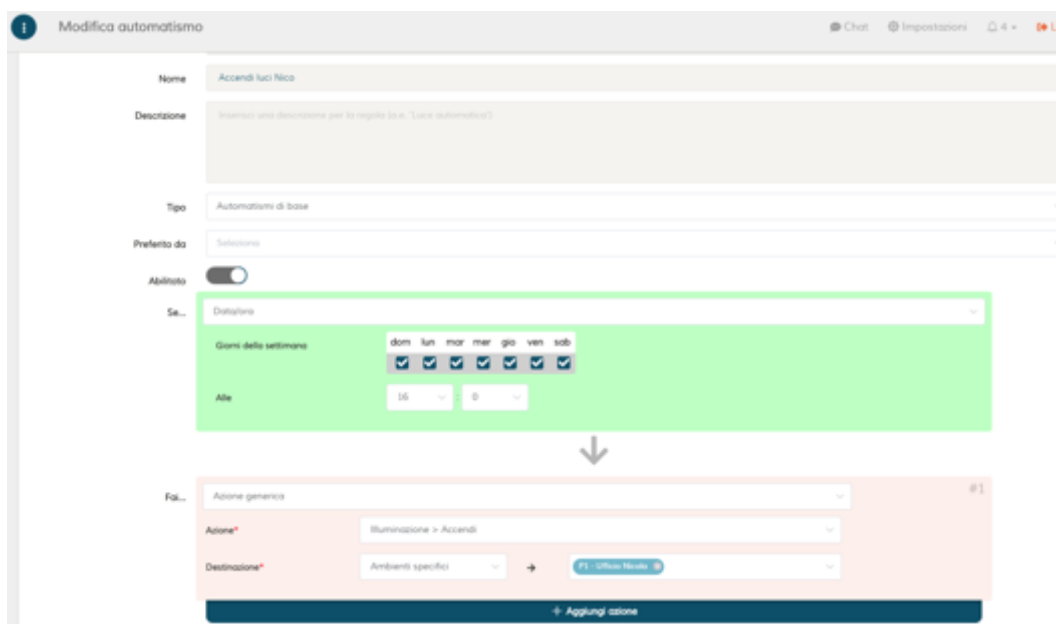 Modifica automatismo
Chat
Impostazioni
4
L
Nome
Accendi luci Nico
Descrizione
Inserisci una descrizione per la regola (o.e. 'Luce automatica')
Tipo
Automatismi di base
Preferito da
Seleziona
Abilitato
Se...
Data/ora
Giorni della settimana
dom lun mar mer gio ven sab
Alle
16 : 0
#1
Fai...
Azione generica
Azione*
Illuminazione > Accendi
Destinazione*
Ambienti specifici
P1 - Ufficio Nicola
+ Aggiungi azione